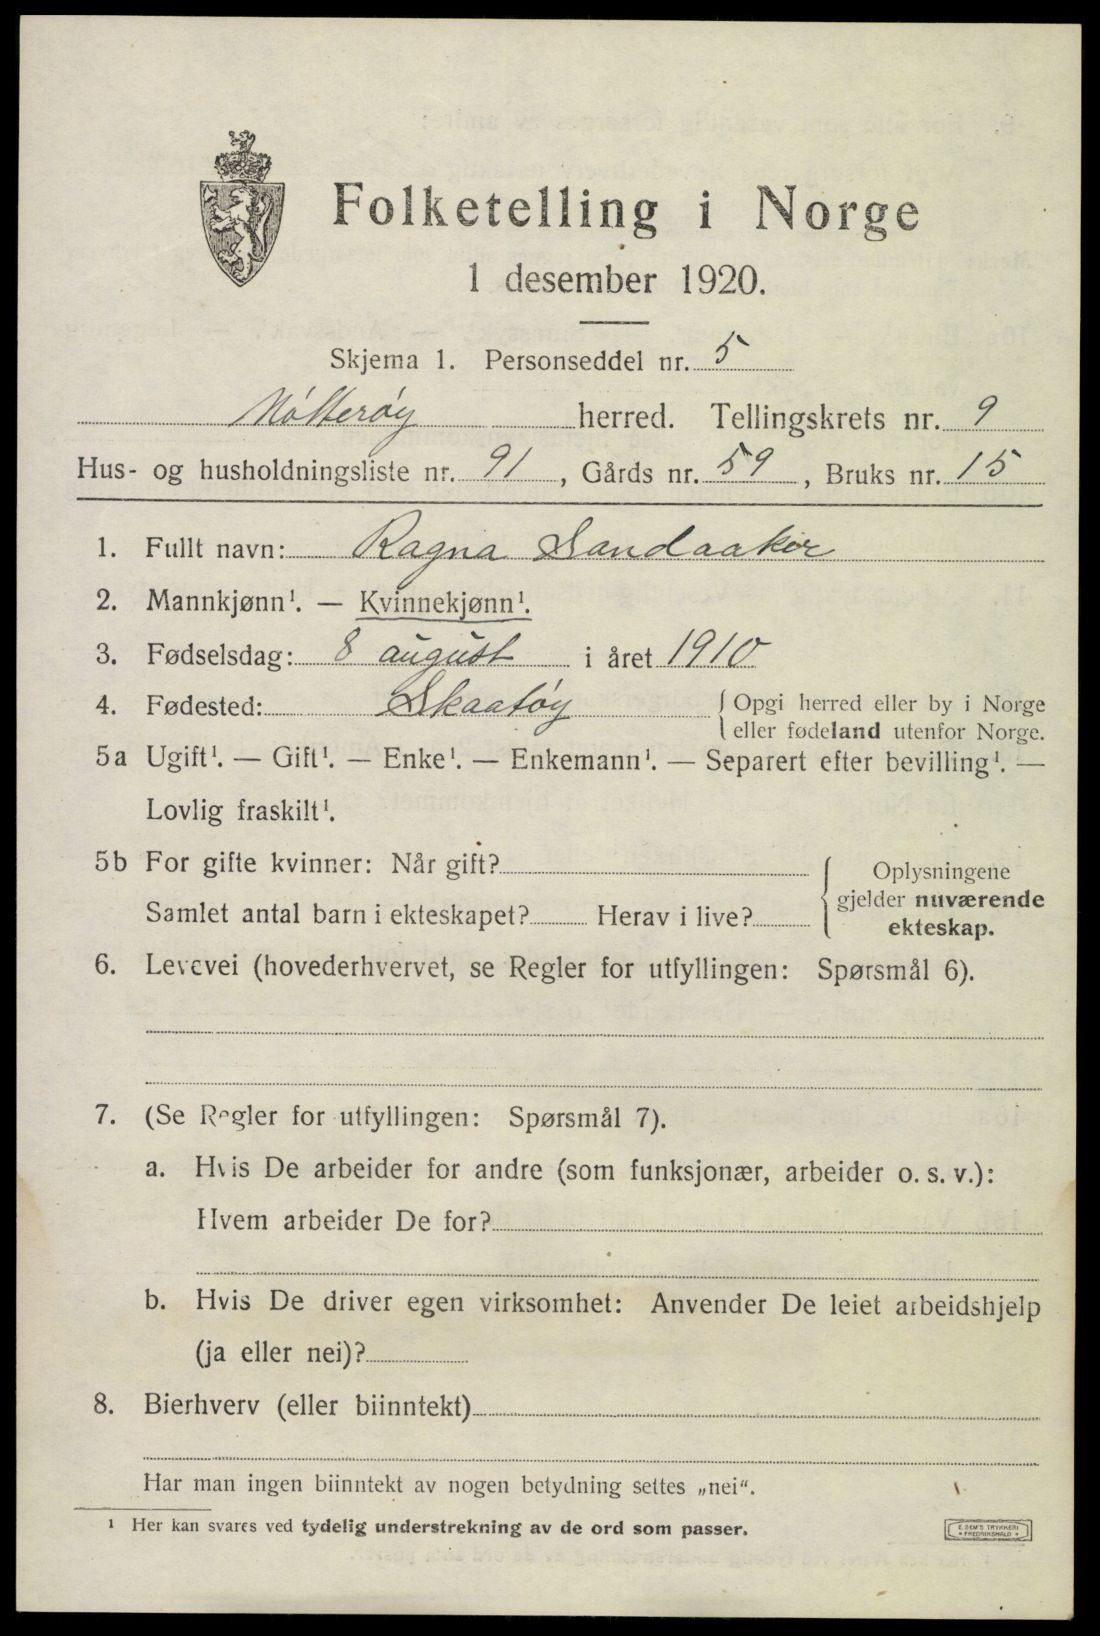 Folketelling i Norge
1 desember 1920.
Skjema 1. Personseddel nr. 5
Nøtterøy herred. Tellingskrets nr. 9
Hus- og husholdningsliste nr. 91, Gårds nr. 59, Bruks nr. 15
1. Fullt navn: Ragna Sandaaker
2. Mannkjønn¹. — Kvinnekjønn¹.
3. Fødselsdag: 8 august i året 1910
4. Fødested: Skaatøy { Opgi herred eller by i Norge
eller fødeland utenfor Norge.
5a Ugift¹. — Gift¹. — Enke¹. — Enkemann¹. — Separert efter bevilling¹. —
Lovlig fraskilt¹.
5b For gifte kvinner: Når gift?
Samlet antal barn i ekteskapet? Herav i live?
{ Oplysningene
gjelder nuværende
ekteskap.
6. Levevei (hovederhvervet, se Regler for utfyllingen: Spørsmål 6).
7. (Se Regler for utfyllingen: Spørsmål 7).
a. Hvis De arbeider for andre (som funksjonær, arbeider o. s. v.):
Hvem arbeider De for?
b. Hvis De driver egen virksomhet: Anvender De leiet arbeidshjelp
(ja eller nei)?
8. Bierhverv (eller biinntekt)
Har man ingen biinntekt av nogen betydning settes „nei“.
¹ Her kan svares ved tydelig understrekning av de ord som passer.
E. SEM'S TRYKKERI
FREDRIKSHALD